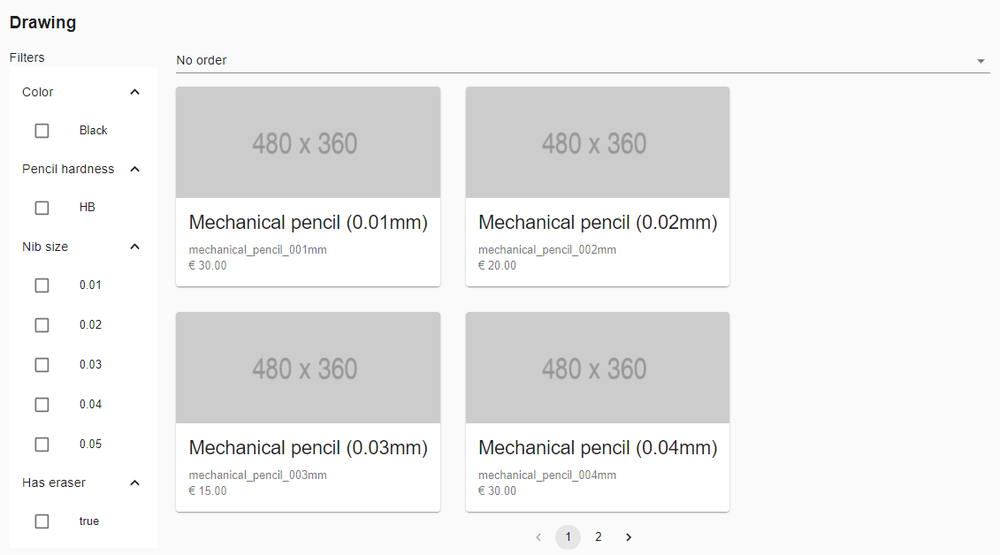 Drawing
Filters
No order
Color
Black
Pencil hardness
HB
Nib size
0.01
0.02
0.03
0.04
0.05
Has eraser
true
480 x 360
Mechanical pencil (0.01mm)
mechanical_pencil_001mm
€ 30.00
480 x 360
Mechanical pencil (0.02mm)
mechanical_pencil_002mm
€ 20.00
480 x 360
Mechanical pencil (0.03mm)
mechanical_pencil_003mm
€ 15.00
480 x 360
Mechanical pencil (0.04mm)
mechanical_pencil_004mm
€ 30.00
1 2